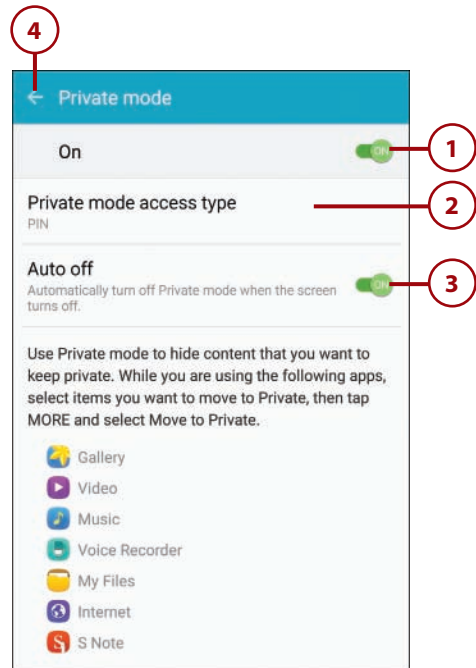 4
Private mode
On
ON
1
Private mode access type
PIN
2
Auto off
Automatically turn off Private mode when the screen
turns off.
ON
3
Use Private mode to hide content that you want to
keep private. While you are using the following apps,
select items you want to move to Private, then tap
MORE and select Move to Private.
Gallery
Video
Music
Voice Recorder
My Files
Internet
S Note